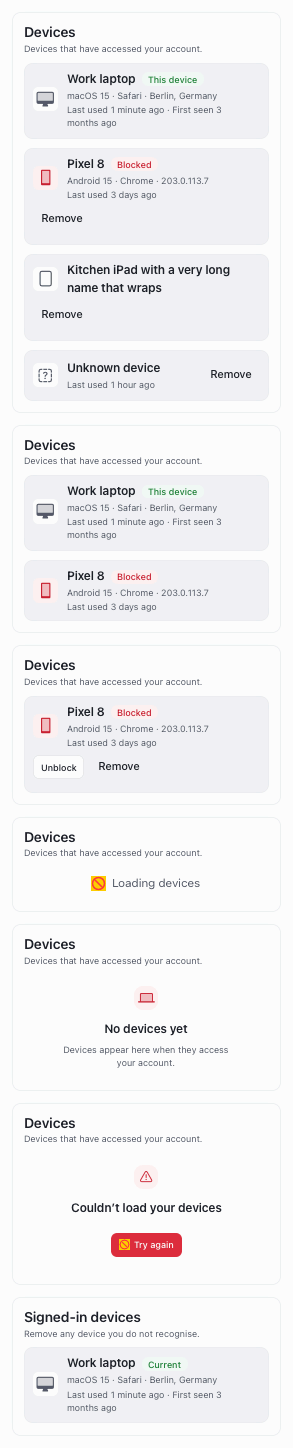 Devices
Devices that have accessed your account.
Work laptop This device
macOS 15 · Safari · Berlin, Germany
Last used 1 minute ago · First seen 3
months ago
Pixel 8 Blocked
Android 15 · Chrome · 203.0.113.7
Last used 3 days ago
Remove
Kitchen iPad with a very long
name that wraps
Remove
Unknown device
Last used 1 hour ago
Remove
Devices
Devices that have accessed your account.
Work laptop This device
macOS 15 · Safari · Berlin, Germany
Last used 1 minute ago · First seen 3
months ago
Pixel 8 Blocked
Android 15 · Chrome · 203.0.113.7
Last used 3 days ago
Devices
Devices that have accessed your account.
Pixel 8 Blocked
Android 15 · Chrome · 203.0.113.7
Last used 3 days ago
Unblock Remove
Devices
Devices that have accessed your account.
Loading devices
Devices
Devices that have accessed your account.
No devices yet
Devices appear here when they access
your account.
Devices
Devices that have accessed your account.
Couldn’t load your devices
Try again
Signed-in devices
Remove any device you do not recognise.
Work laptop Current
macOS 15 · Safari · Berlin, Germany
Last used 1 minute ago · First seen 3
months ago